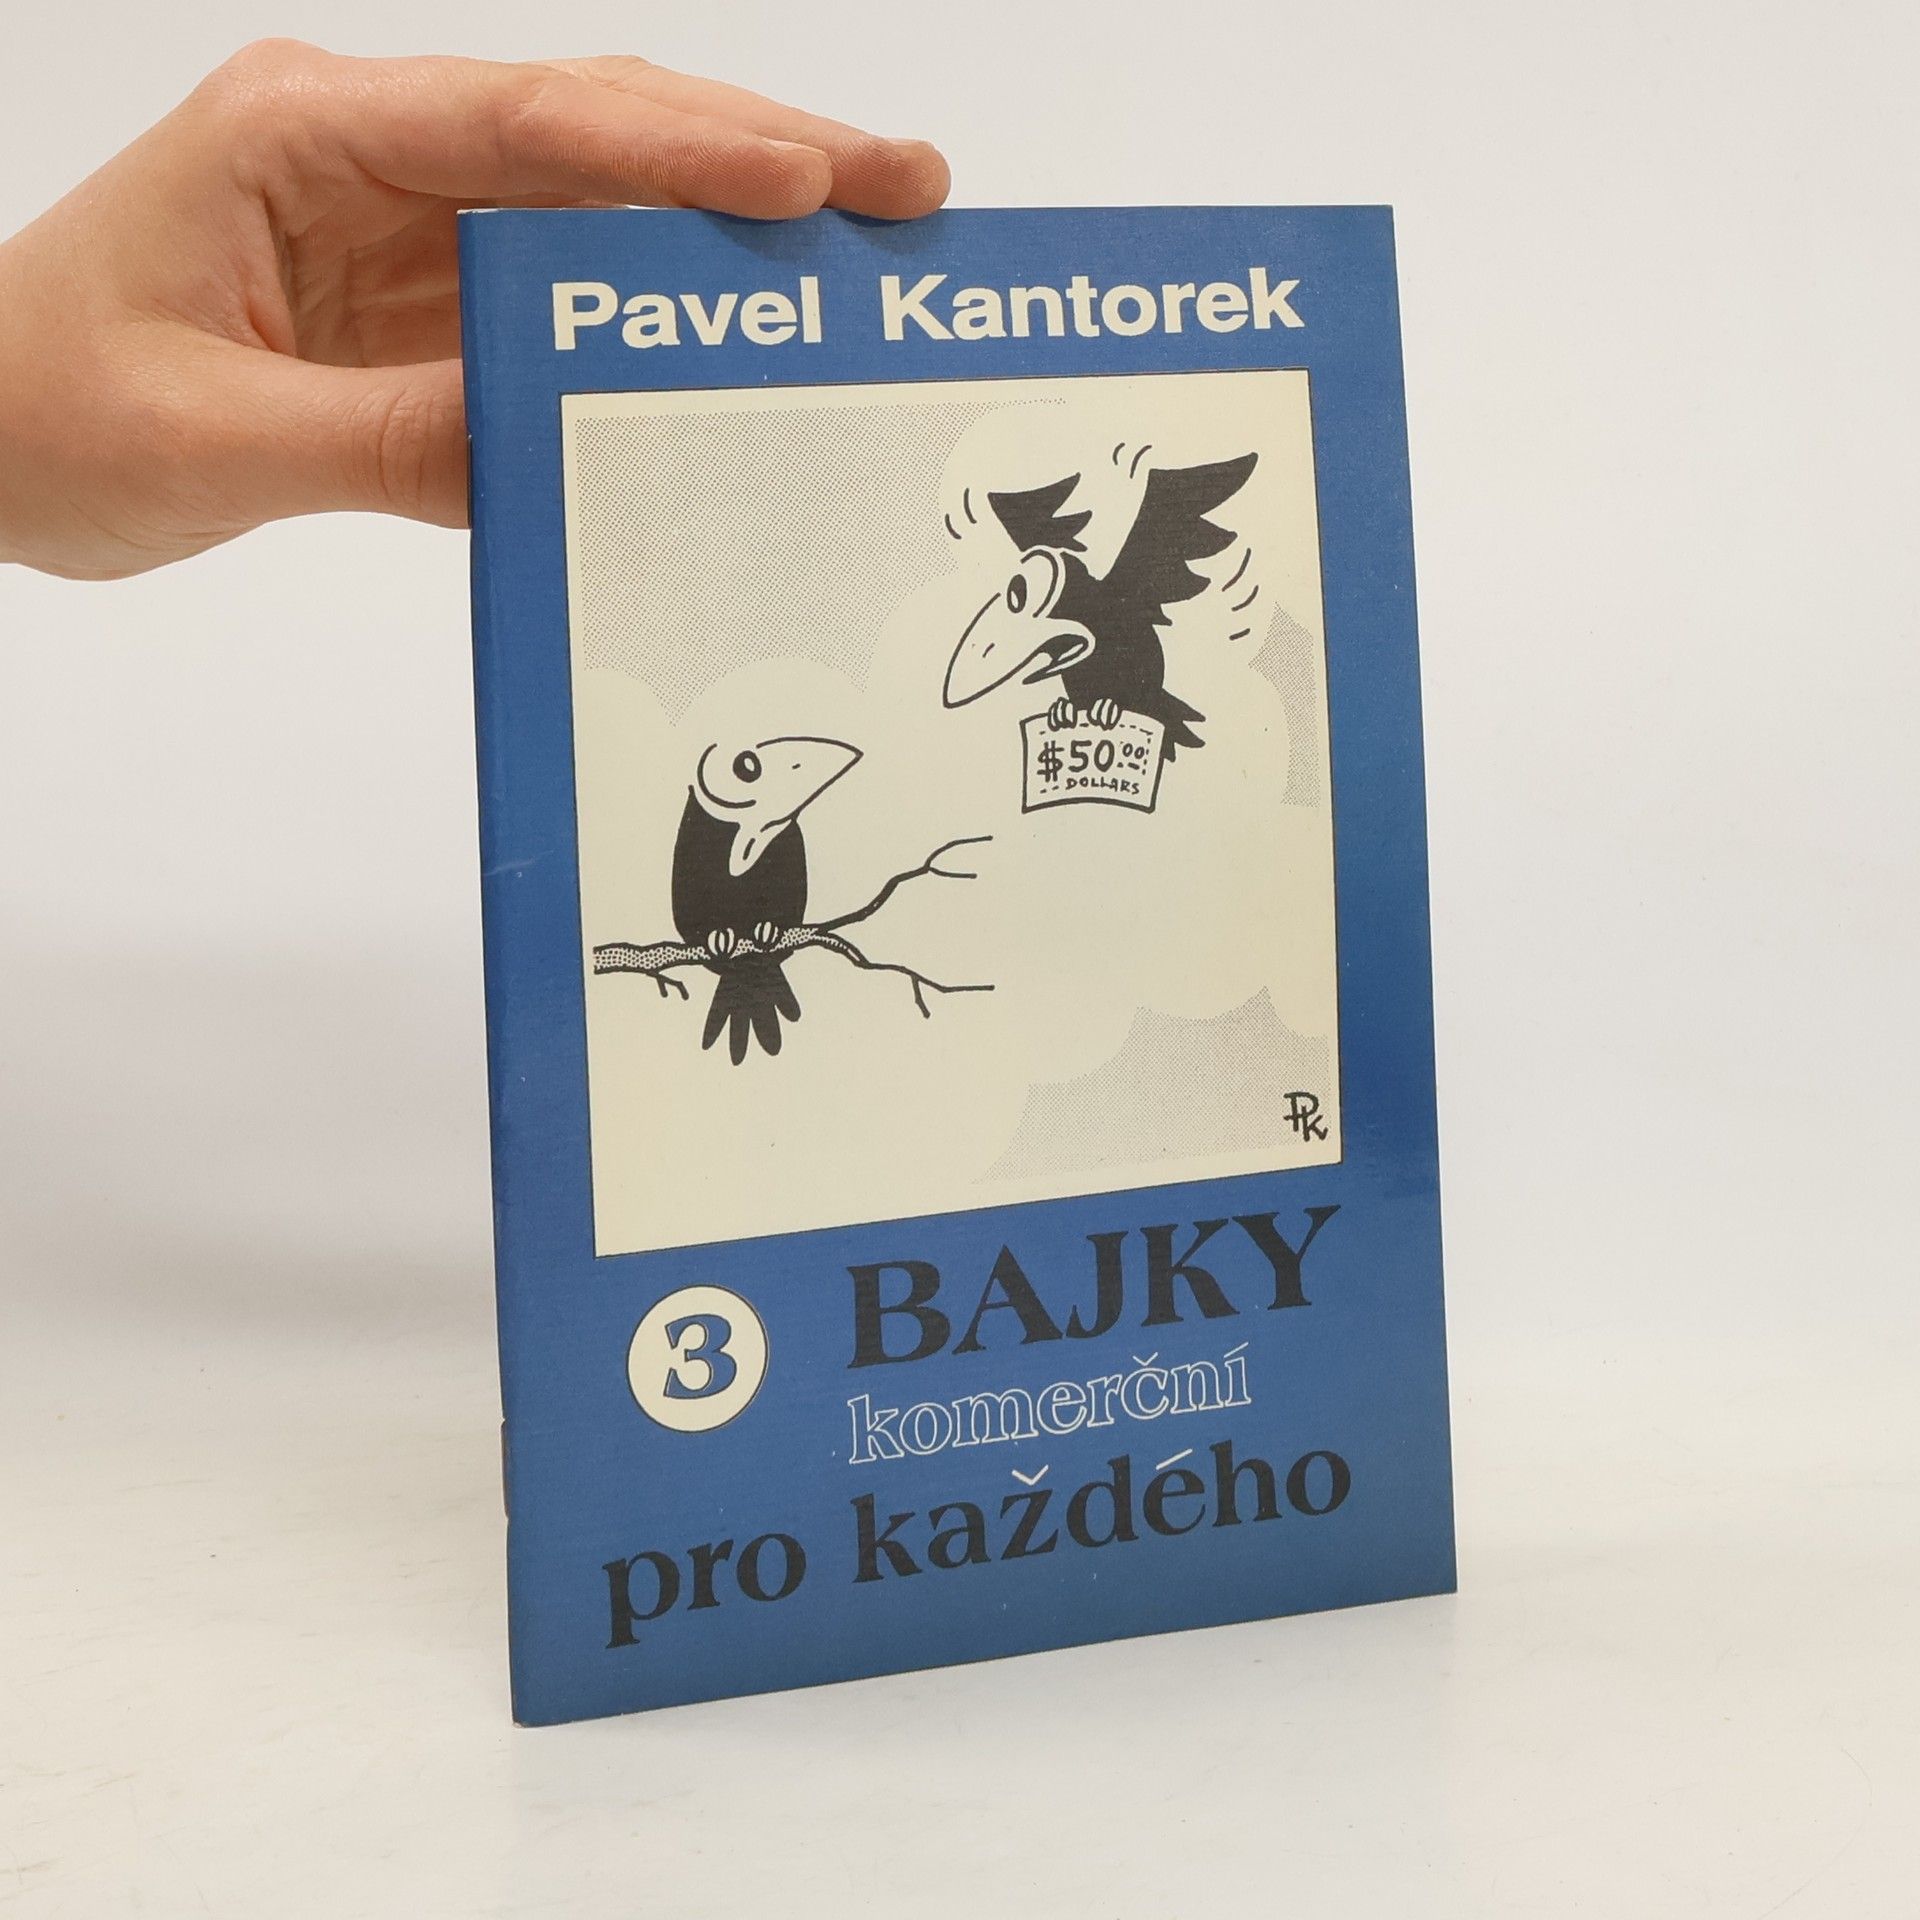 Pavel Kantorek
$50.00
DOLLARS
PK
3
BAJKY
komerční
pro každého